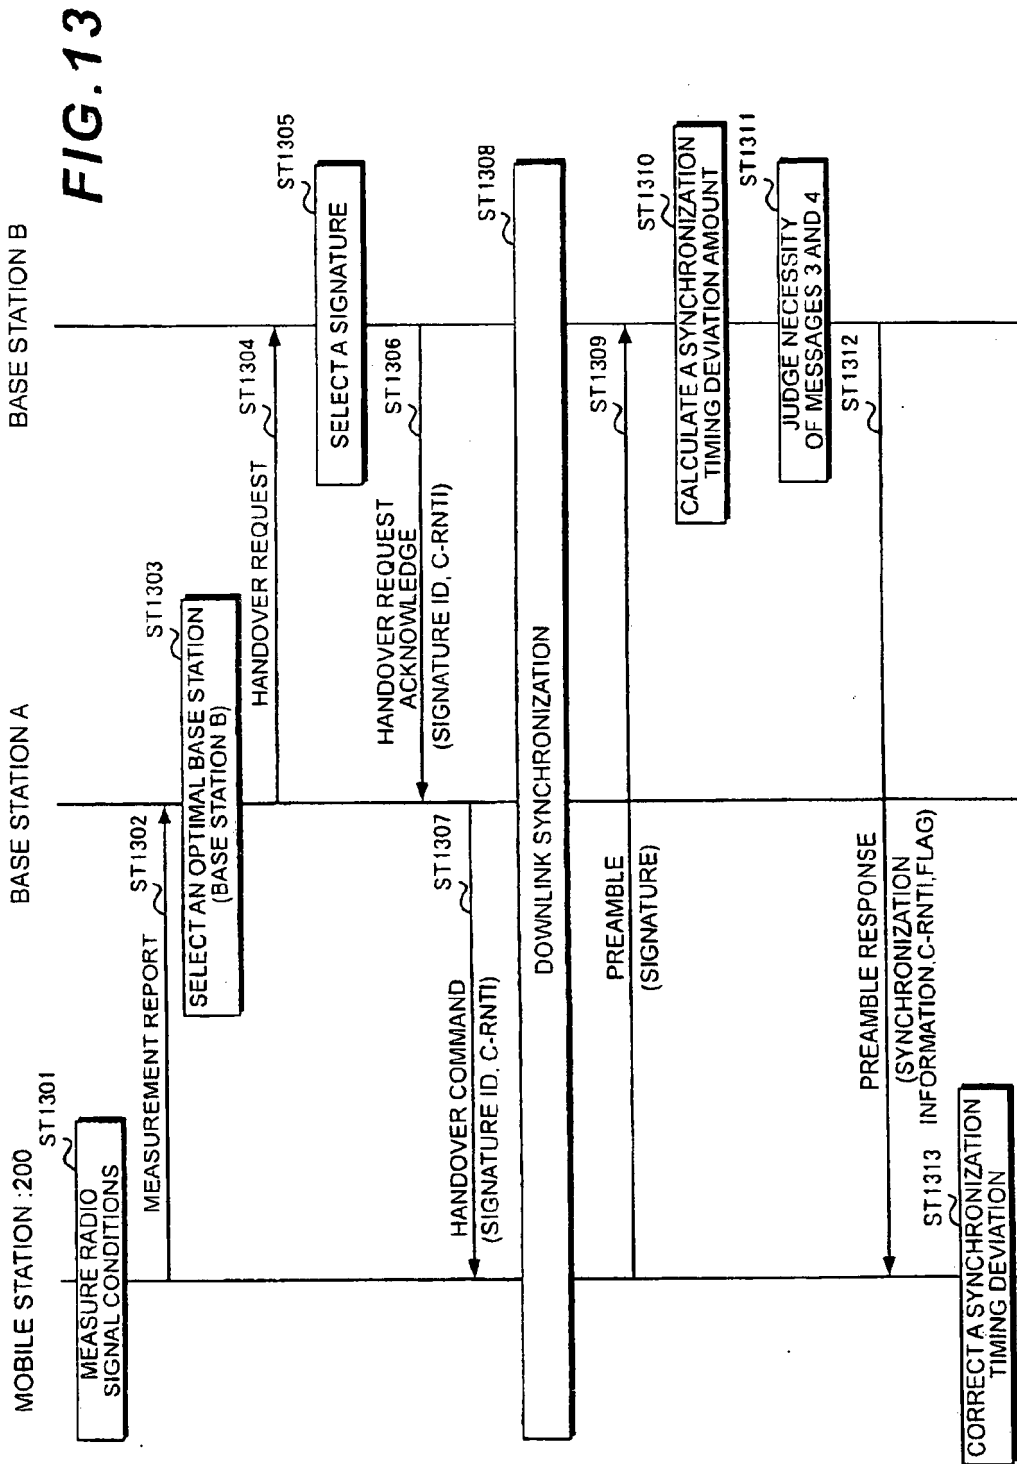 FIG.13
MOBILE STATION :200
BASE STATION A
BASE STATION B
ST1301
MEASURE RADIO
SIGNAL CONDITIONS
MEASUREMENT REPORT
ST1302
ST1303
SELECT AN OPTIMAL BASE STATION
(BASE STATION B)
HANDOVER REQUEST
ST1304
ST1305
SELECT A SIGNATURE
HANDOVER REQUEST
ACKNOWLEDGE
(SIGNATURE ID, C-RNTI)
ST1306
HANDOVER COMMAND
(SIGNATURE ID, C-RNTI)
ST1307
ST1308
DOWNLINK SYNCHRONIZATION
PREAMBLE
(SIGNATURE)
ST1309
ST1310
CALCULATE A SYNCHRONIZATION
TIMING DEVIATION AMOUNT
ST1311
JUDGE NECESSITY
OF MESSAGES 3 AND 4
ST1312
PREAMBLE RESPONSE
(SYNCHRONIZATION
INFORMATION,C-RNTI,FLAG)
ST1313
CORRECT A SYNCHRONIZATION
TIMING DEVIATION